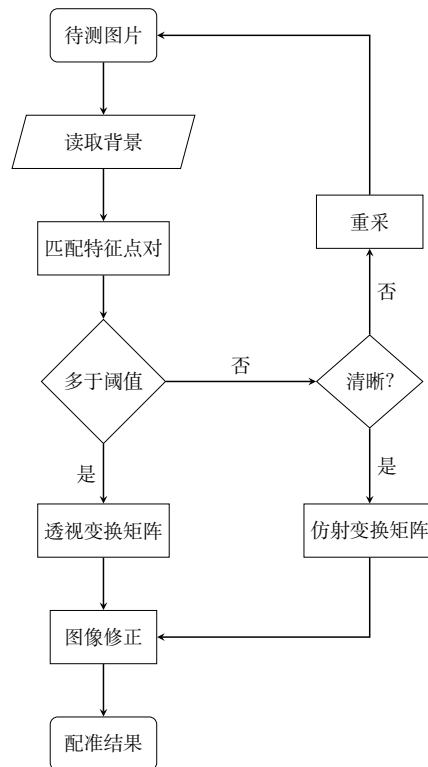 待测图片
读取背景
匹配特征点对
重采
否
多于阈值
否
清晰?
是
是
透视变换矩阵
仿射变换矩阵
图像修正
配准结果